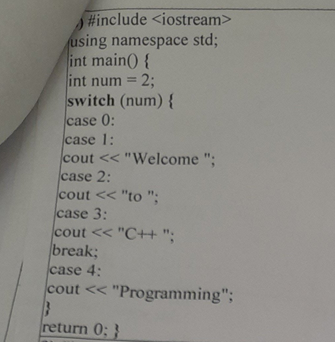 ) #include <iostream>
using namespace std;
int main() {
int num = 2;
switch (num) {
case 0:
case 1:
cout << "Welcome ";
case 2:
cout << "to ";
case 3:
cout << "C++ ";
break;
case 4:
cout << "Programming";
}
return 0; }